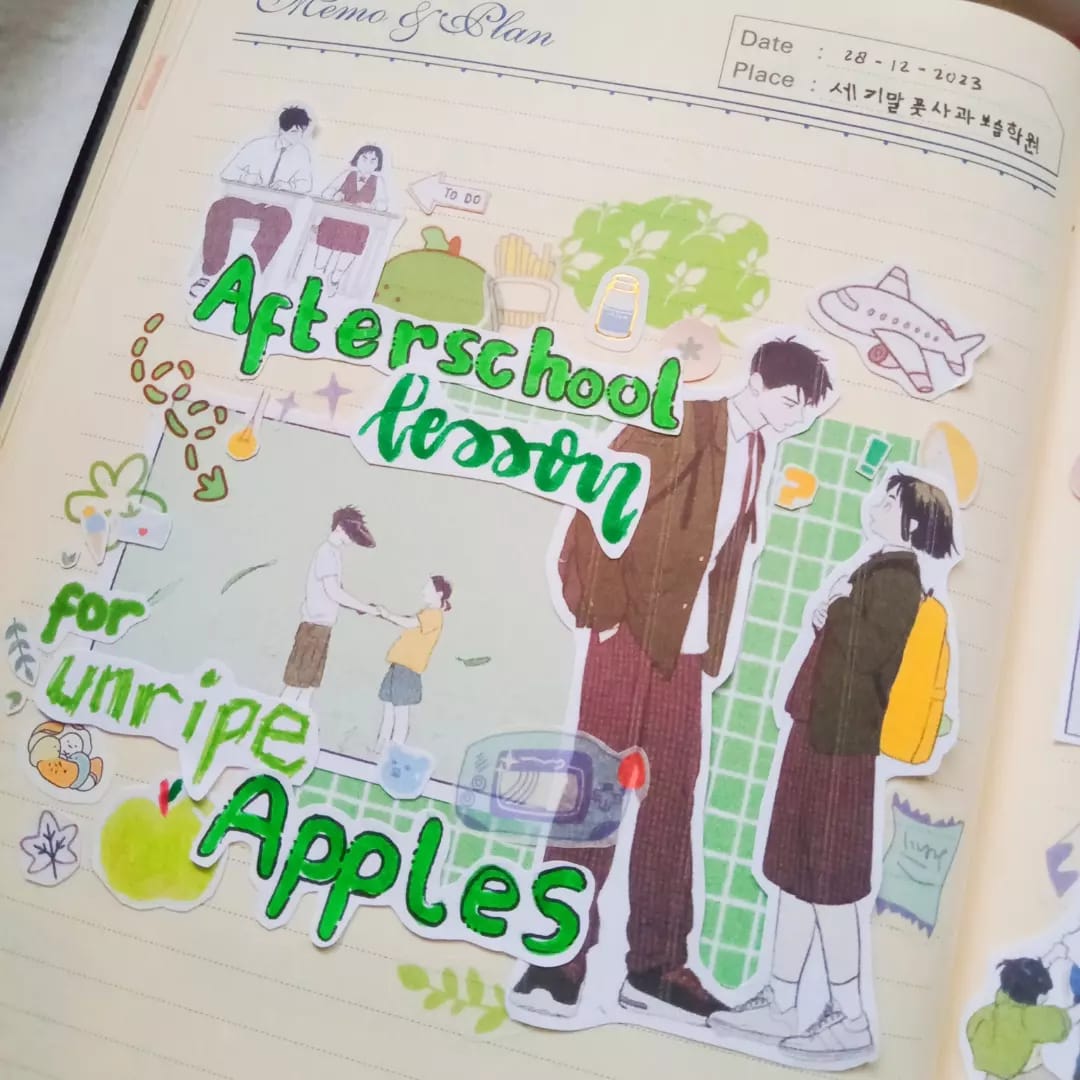 Memo & Plan
Date : 28-12-2023
Place : 세기말 풋사과 보습학원
TO DO
Afterschool
lesson
?
!
for
unripe
Apples